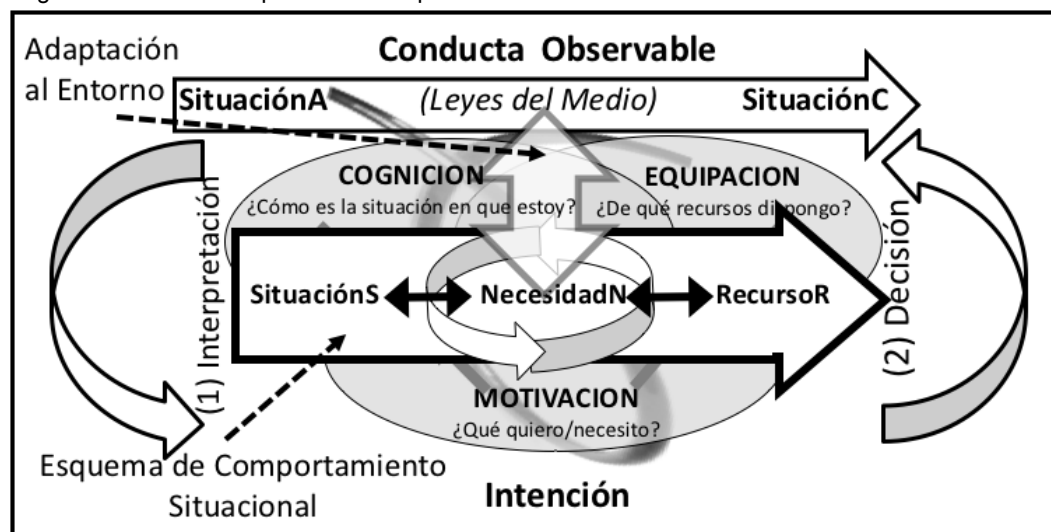 Adaptación
al Entorno
Conducta Observable
SituaciónA
(Leyes del Medio)
SituaciónC
COGNICION
¿Cómo es la situación en que estoy?
EQUIPACION
¿De qué recursos dispongo?
(1) Interpretación
SituaciónS
NecesidadN
RecursoR
(2) Decisión
MOTIVACION
¿Qué quiero/necesito?
Esquema de Comportamiento
Situacional
Intención